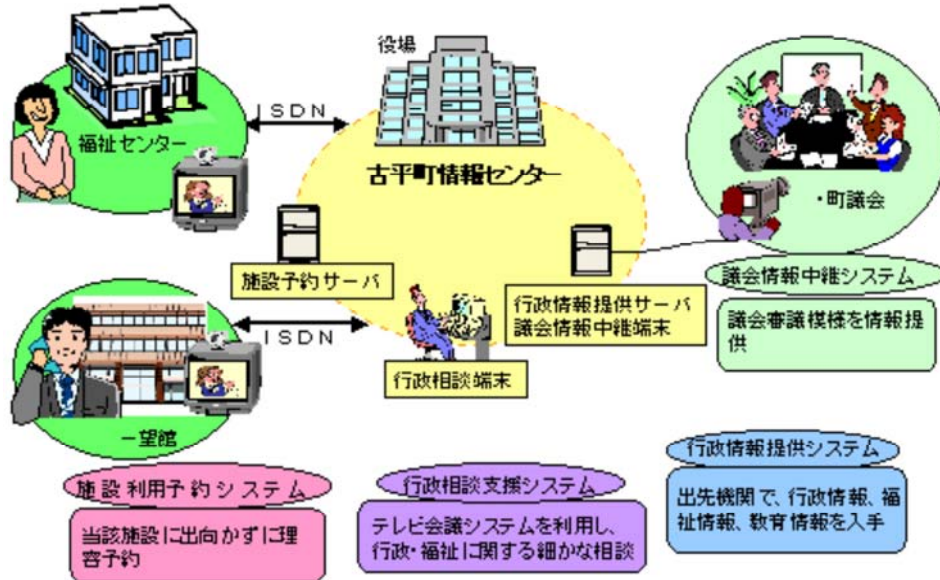 役場
ISDN
福祉センター
古平町情報センター
・町議会
施設予約サーバ
行政情報提供サーバ
議会情報中継端末
議会情報中継システム
議会審議模様を情報提
供
ISDN
行政相談端末
一望館
施設利用予約システム
当該施設に出向かずに理
容予約
行政相談支援システム
テレビ会議システムを利用し、
行政・福祉に関する細かな相談
行政情報提供システム
出先機関で、行政情報、福
祉情報、教育情報を入手